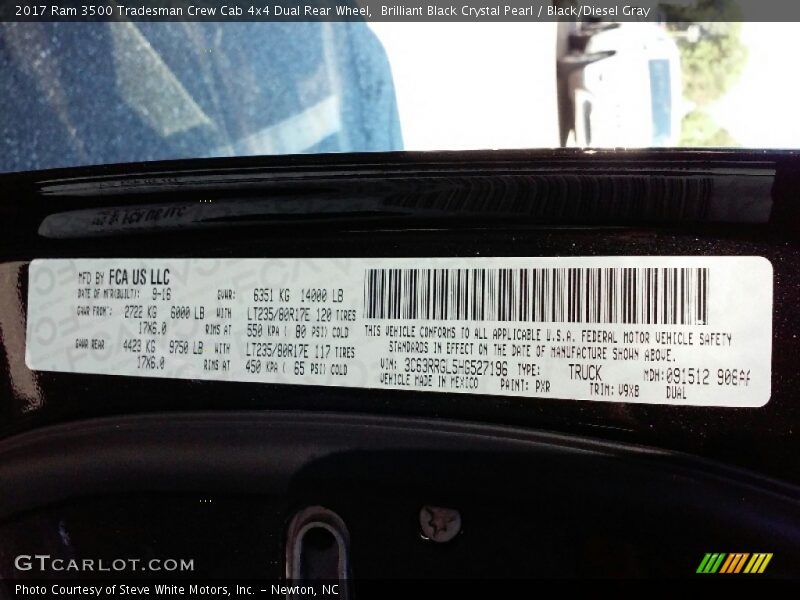 2017 Ram 3500 Tradesman Crew Cab 4x4 Dual Rear Wheel, Brilliant Black Crystal Pearl / Black/Diesel Gray
MFD BY FCA US LLC
DATE OF MFR(BUILT): 9-16 GVWR: 6351 KG 14000 LB
GAWR FRONT: 2722 KG 6000 LB WITH LT235/80R17E 120 TIRES
17X6.0 RIMS AT 550 KPA ( 80 PSI) COLD
GAWR REAR 4423 KG 9750 LB WITH LT235/80R17E 117 TIRES
17X6.0 RIMS AT 450 KPA ( 65 PSI) COLD
THIS VEHICLE CONFORMS TO ALL APPLICABLE U.S.A. FEDERAL MOTOR VEHICLE SAFETY
STANDARDS IN EFFECT ON THE DATE OF MANUFACTURE SHOWN ABOVE.
VIN: 3C63RRGL5HG527196 TYPE: TRUCK MDH: 091512
VEHICLE MADE IN MEXICO PAINT: PXR TRIM: V9X8 DUAL
GTCARLOT.COM
Photo Courtesy of Steve White Motors, Inc. – Newton, NC